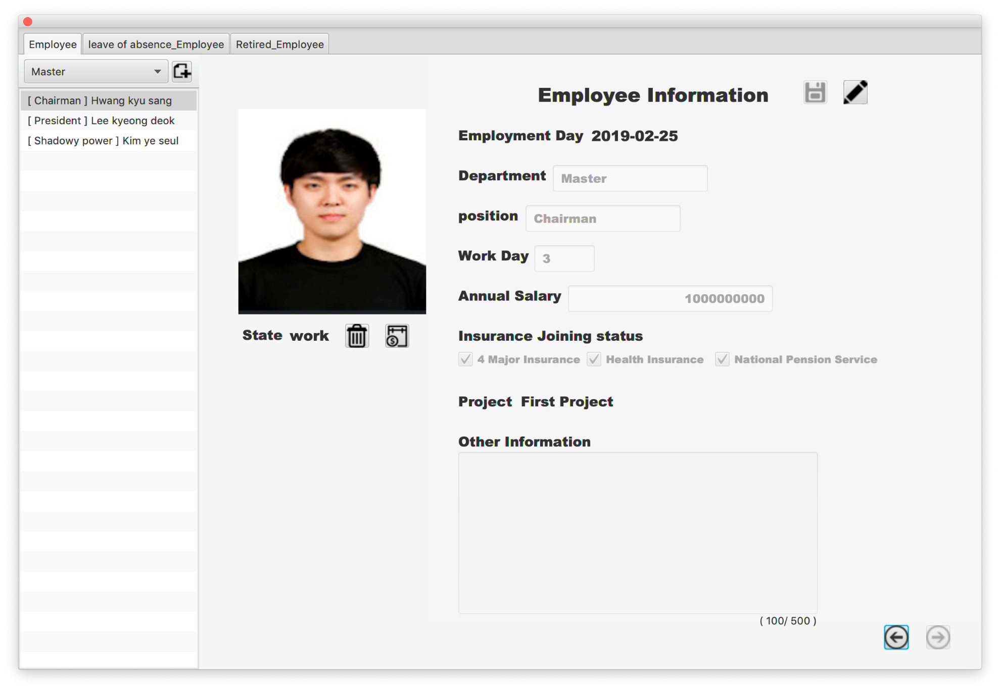 Employee leave of absence_Employee Retired_Employee
Master
[ Chairman ] Hwang kyu sang
[ President ] Lee kyeong deok
[ Shadowy power ] Kim ye seul
State work
Employee Information
Employment Day 2019-02-25
Department Master
position Chairman
Work Day 3
Annual Salary 1000000000
Insurance Joining status
4 Major Insurance Health Insurance National Pension Service
Project First Project
Other Information
( 100/ 500 )